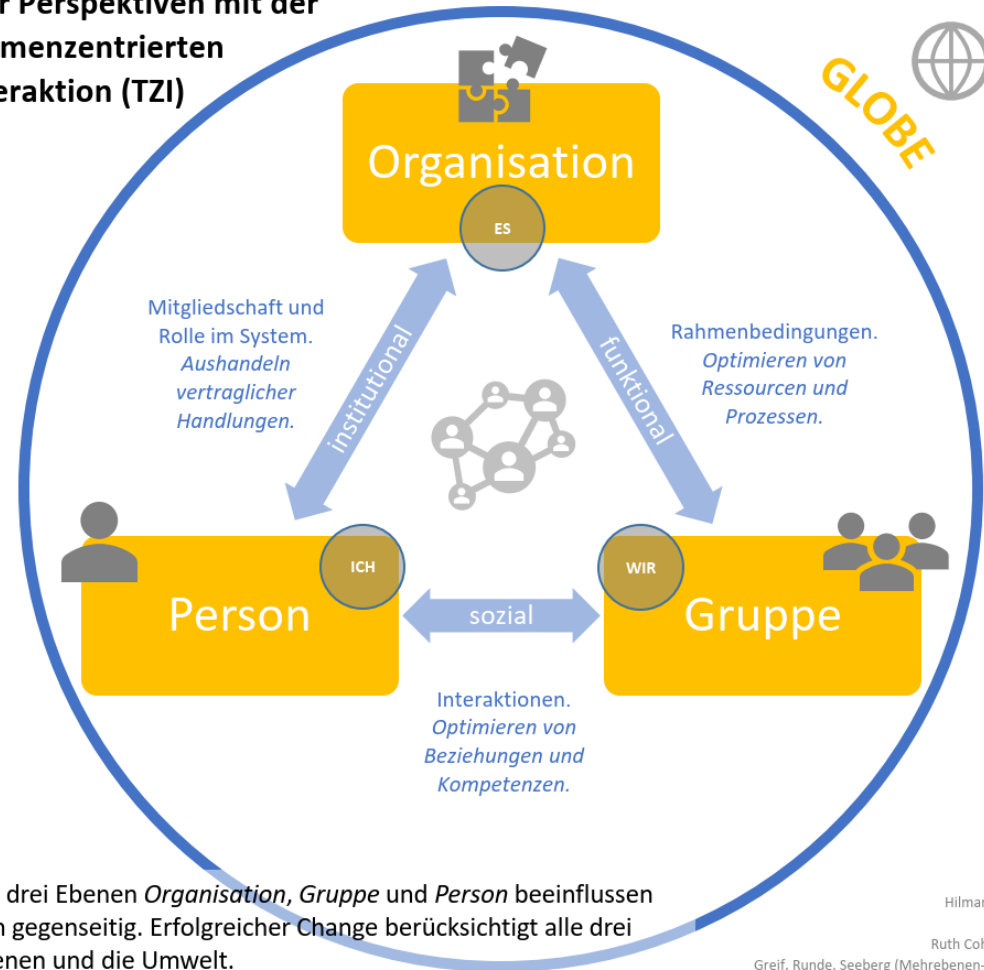 r Perspektiven mit der
menzentrierten
eraktion (TZI)
GLOBE
Organisation
ES
Mitgliedschaft und
Rolle im System.
Aushandeln
vertraglicher
Handlungen.
institutional
funktional
Rahmenbedingungen.
Optimieren von
Ressourcen und
Prozessen.
ICH
Person
sozial
WIR
Gruppe
Interaktionen.
Optimieren von
Beziehungen und
Kompetenzen.
drei Ebenen Organisation, Gruppe und Person beeinflussen
gegenseitig. Erfolgreicher Change berücksichtigt alle drei
enen und die Umwelt.
Hilmar
Ruth Coh
Greif, Runde, Seeberg (Mehrebenen-